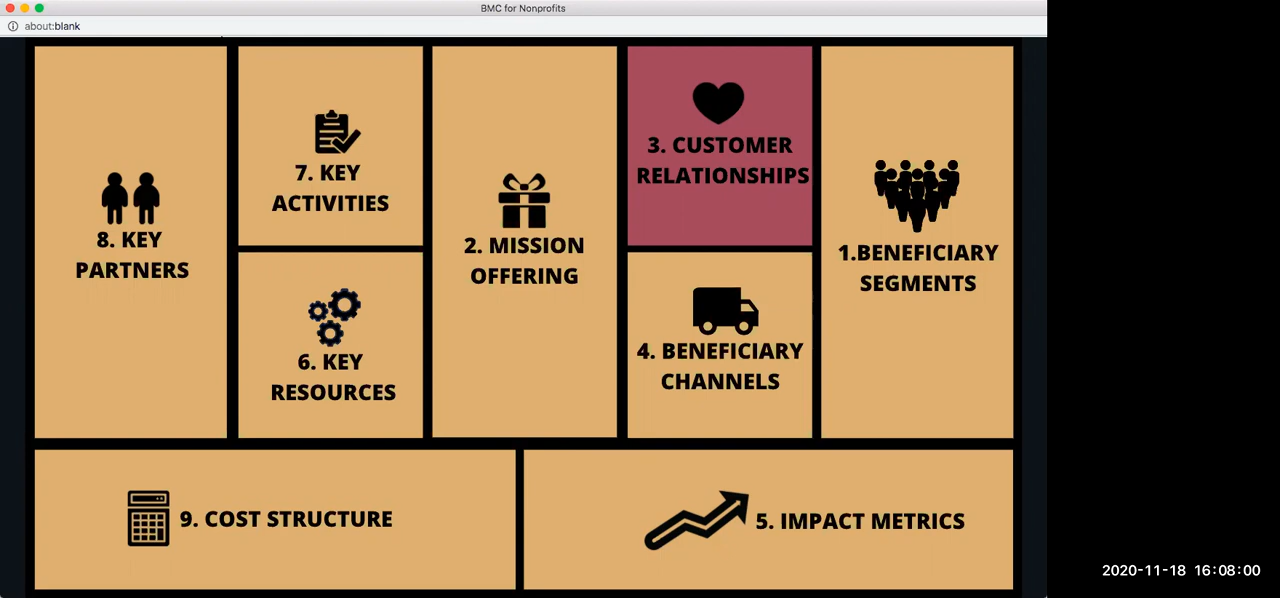 BMC for Nonprofits
about:blank
8. KEY
PARTNERS
7. KEY
ACTIVITIES
6. KEY
RESOURCES
2. MISSION
OFFERING
3. CUSTOMER
RELATIONSHIPS
4. BENEFICIARY
CHANNELS
1.BENEFICIARY
SEGMENTS
9. COST STRUCTURE
5. IMPACT METRICS
2020-11-18 16:08:00